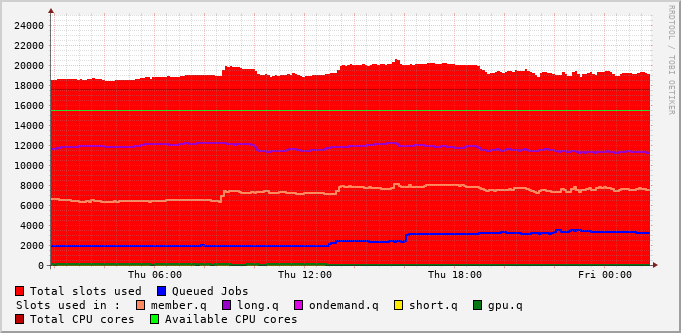 RRDTOOL / TOBI OETIKER
24000
22000
20000
18000
16000
14000
12000
10000
8000
6000
4000
2000
0
Thu 06:00 Thu 12:00 Thu 18:00 Fri 00:00
Total slots used Queued Jobs
Slots used in : member.q long.q ondemand.q short.q gpu.q
Total CPU cores Available CPU cores